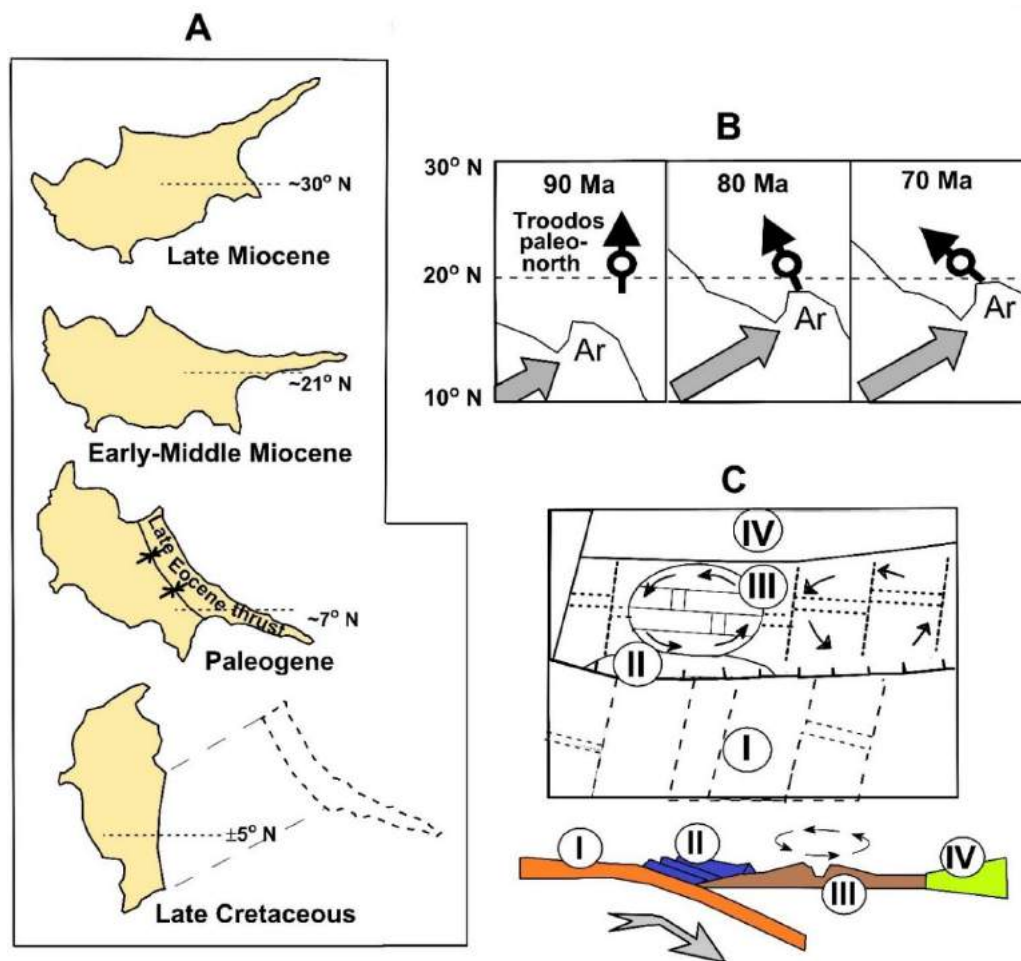 A
~30° N
Late Miocene
~21° N
Early-Middle Miocene
Late Eocene thrust
~7° N
Paleogene
±5° N
Late Cretaceous
B
30° N
20° N
10° N
90 Ma
Troodos
paleo-
north
Ar
80 Ma
Ar
70 Ma
Ar
C
IV
III
II
I
I
II
III
IV